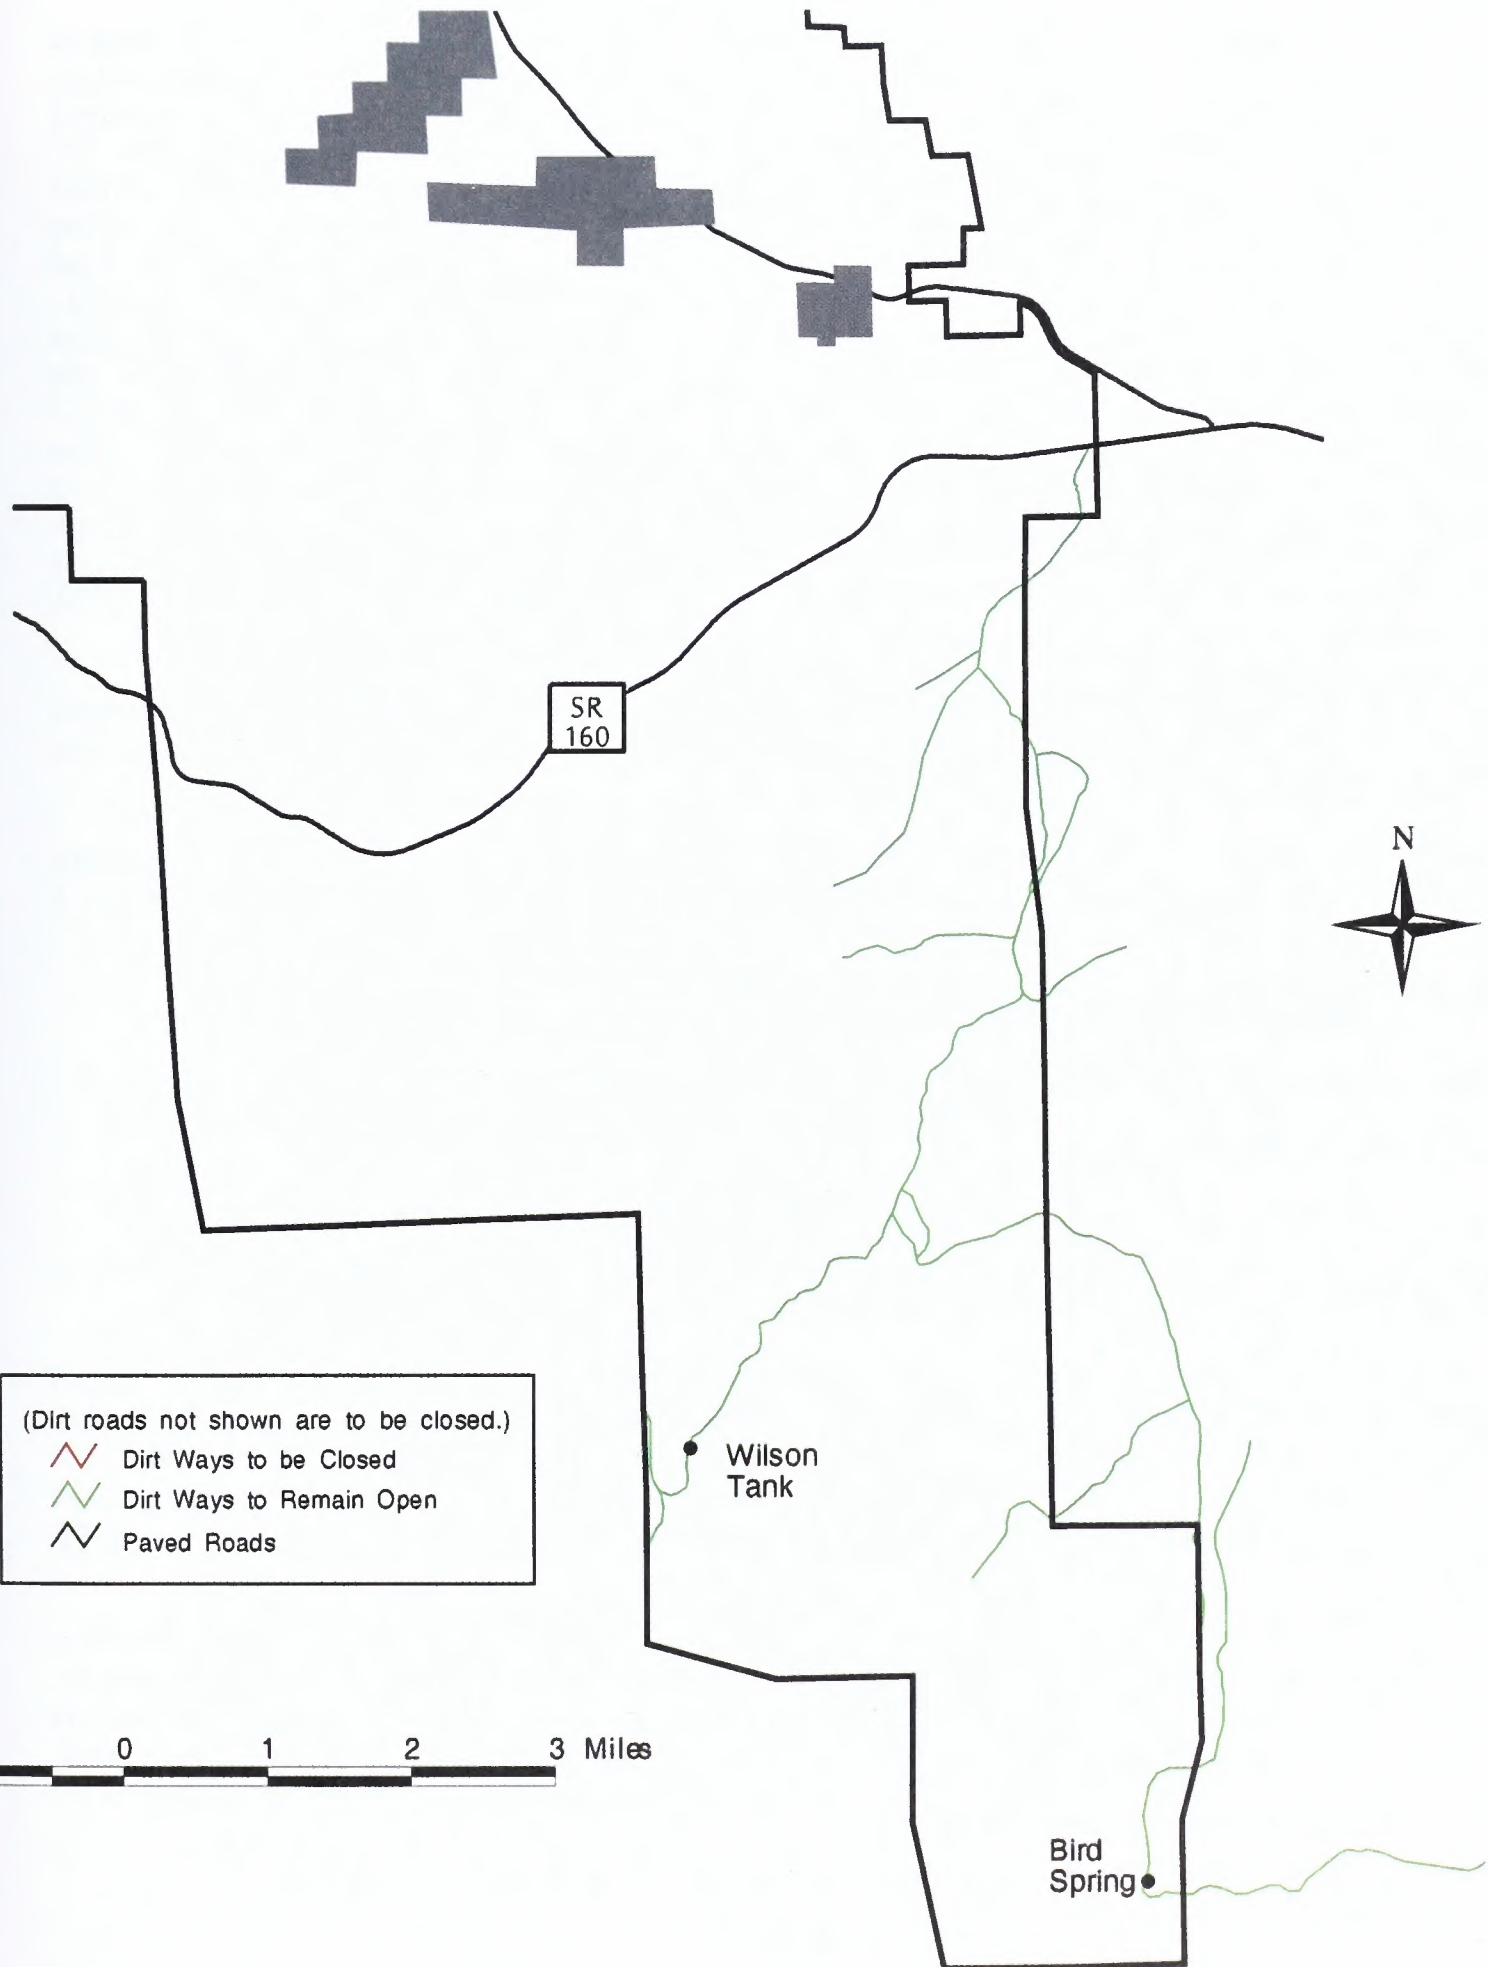 SR
160
N
(Dirt roads not shown are to be closed.)
Dirt Ways to be Closed
Dirt Ways to Remain Open
Paved Roads
Wilson
Tank
0 1 2 3 Miles
Bird
Spring